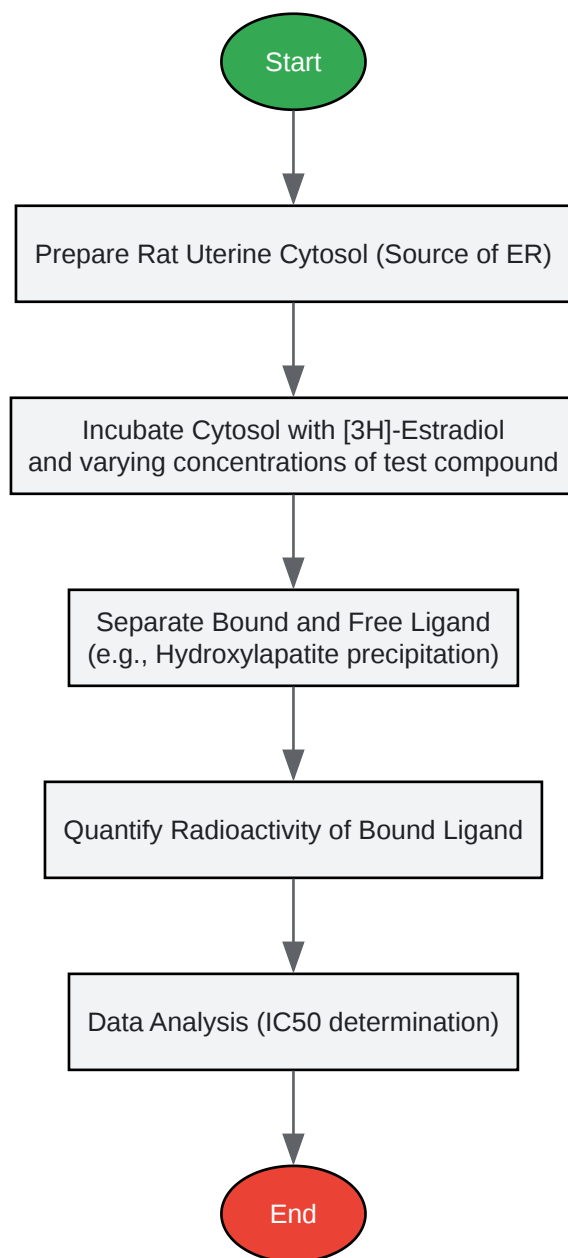 Start
Prepare Rat Uterine Cytosol (Source of ER)
Incubate Cytosol with [3H]-Estradiol
and varying concentrations of test compound
Separate Bound and Free Ligand
(e.g., Hydroxylapatite precipitation)
Quantify Radioactivity of Bound Ligand
Data Analysis (IC50 determination)
End